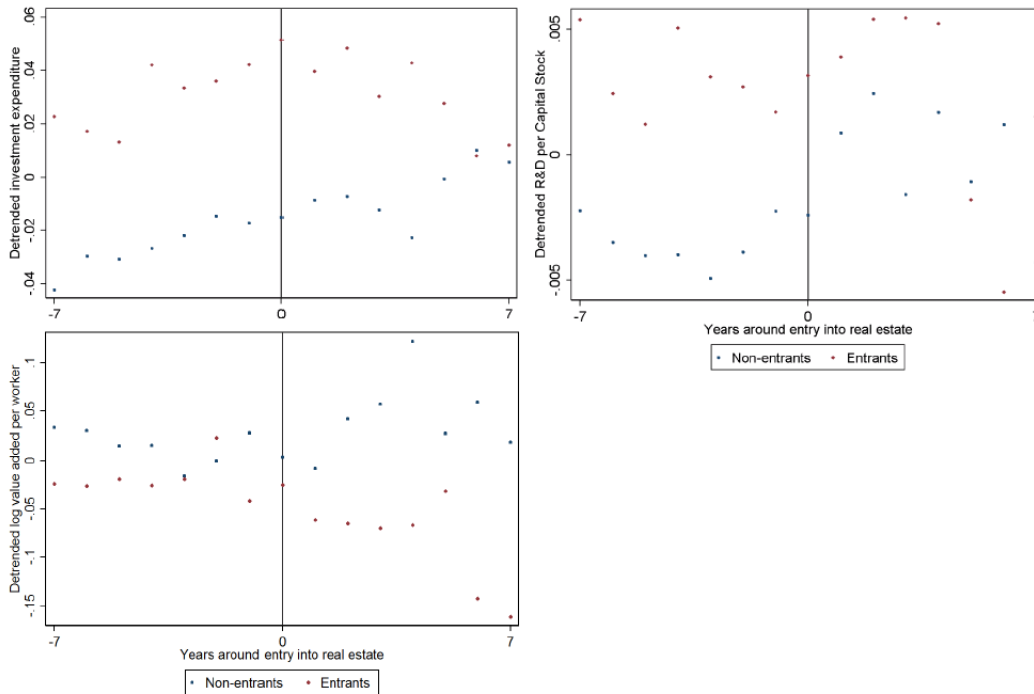 Detrended investment expenditure
.06
.04
.02
0
-.02
-.04
-7
0
7
Detrended R&D per Capital Stock
.005
0
-.005
-7
0
7
Years around entry into real estate
Non-entrants
Entrants
Detrended log value added per worker
.1
.05
0
-.05
-.1
-.15
-7
0
7
Years around entry into real estate
Non-entrants
Entrants